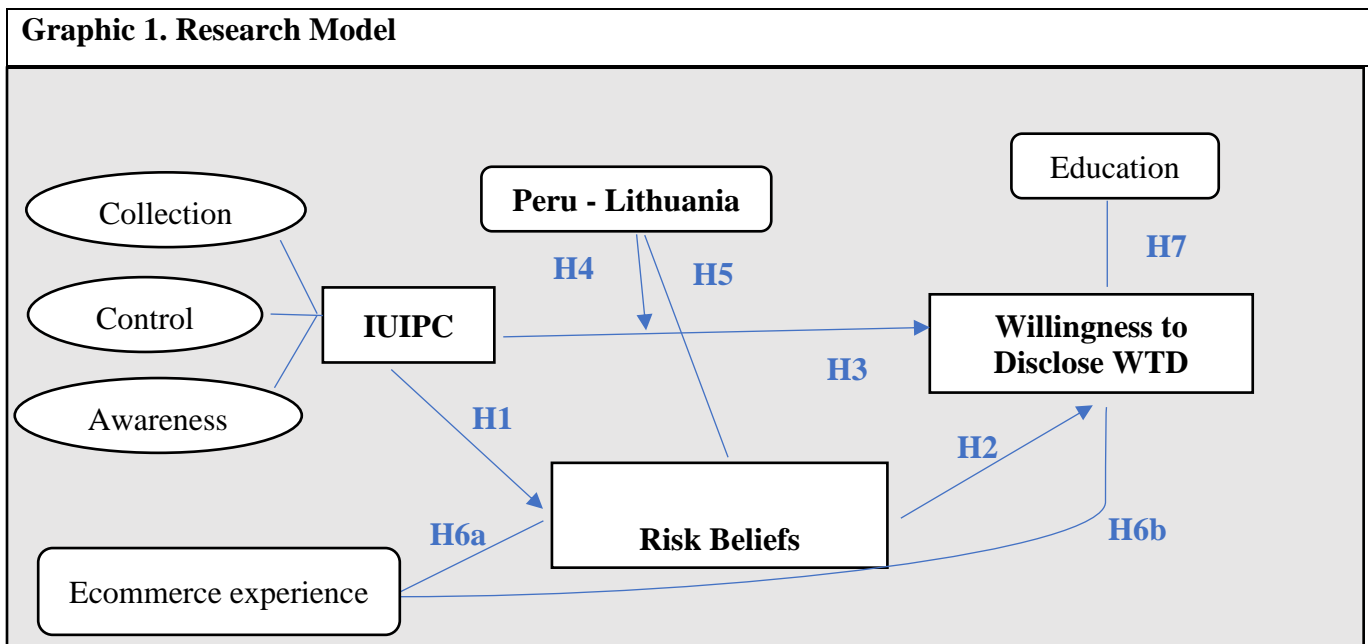 Graphic 1. Research Model
Education
Peru - Lithuania
Collection
H4
H5
H7
Control
IUIPC
Willingness to
Disclose WTD
H3
Awareness
H1
H2
Risk Beliefs
H6a
H6b
Ecommerce experience